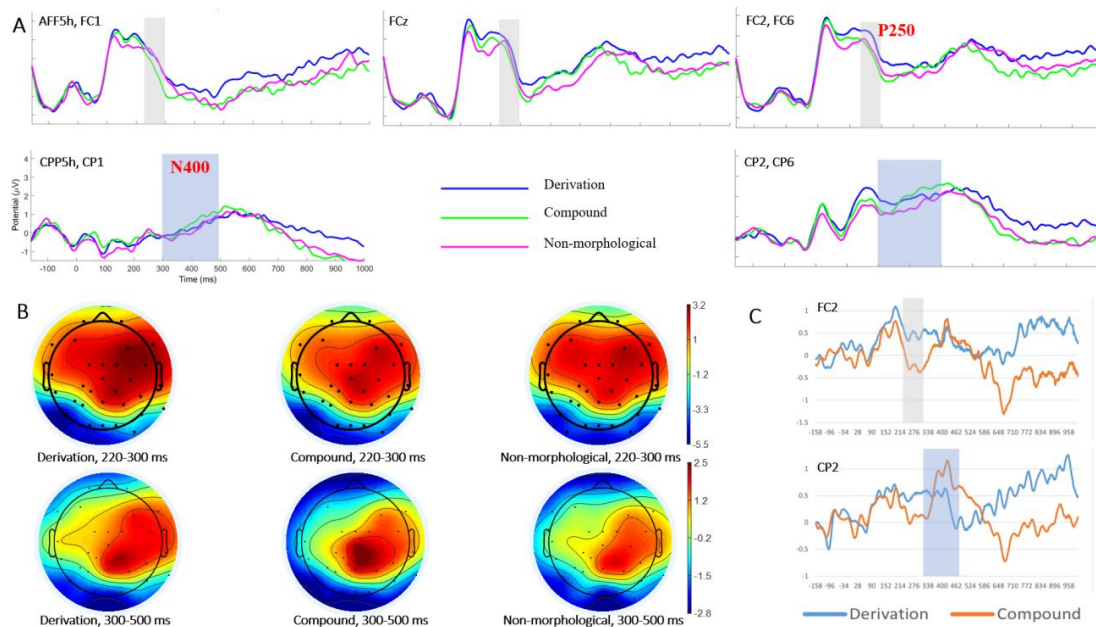 A
AFF5h, FC1
FCz
FC2, FC6
P250
CPP5h, CP1
N400
Potential (μV)
4
3
2
1
0
-1
-100 0 100 200 300 400 500 600 700 800 900 1000
Time (ms)
Derivation
Compound
Non-morphological
CP2, CP6
B
3.2
1
-1.2
-3.3
-5.5
Derivation, 220-300 ms
Compound, 220-300 ms
Non-morphological, 220-300 ms
2.5
1.2
-0.2
-1.5
-2.8
Derivation, 300-500 ms
Compound, 300-500 ms
Non-morphological, 300-500 ms
C
FC2
1
0.5
0
-0.5
-1
-1.5
-158 -96 -34 28 90 152 214 276 338 400 462 524 586 648 710 772 834 896 958
CP2
1
0.5
0
-0.5
-1
-158 -96 -34 28 90 152 214 276 338 400 462 524 586 648 710 772 834 896 958
Derivation Compound